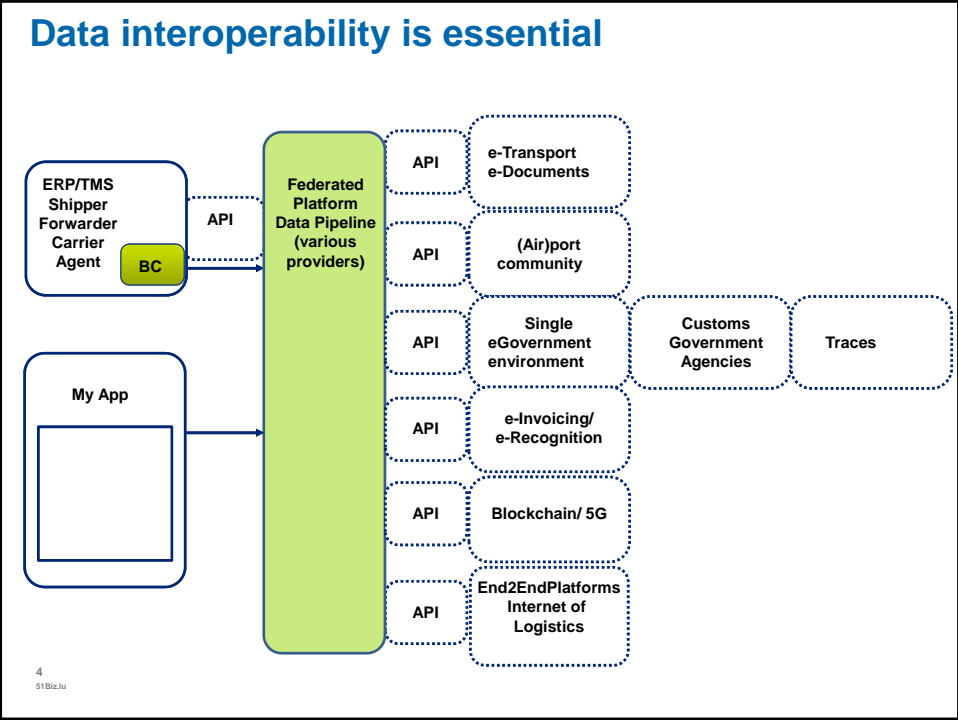 Data interoperability is essential
ERP/TMS
Shipper
Forwarder
Carrier
Agent
BC
API
My App
Federated
Platform
Data Pipeline
(various
providers)
API
e-Transport
e-Documents
API
(Air)port
community
API
Single
eGovernment
environment
Customs
Government
Agencies
Traces
API
e-Invoicing/
e-Recognition
API
Blockchain/ 5G
API
End2EndPlatforms
Internet of
Logistics
4
51Biz.lu